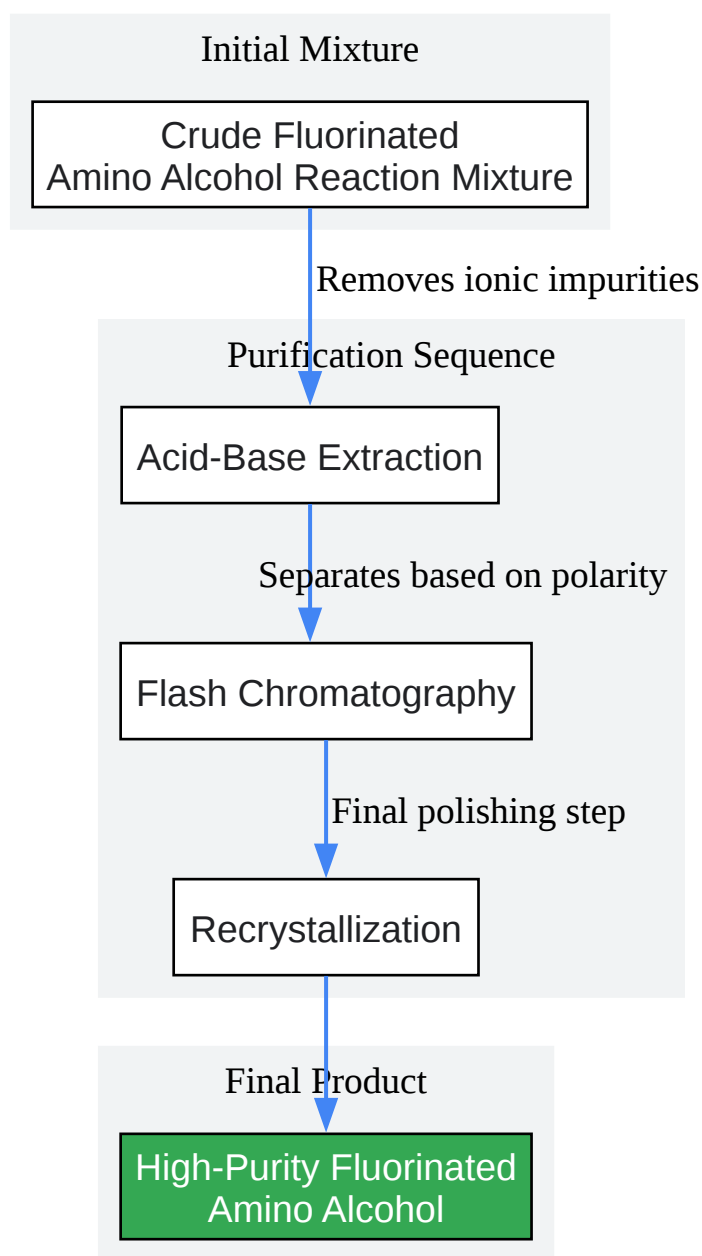 Initial Mixture
Crude Fluorinated
Amino Alcohol Reaction Mixture
Removes ionic impurities
Purification Sequence
Acid-Base Extraction
Separates based on polarity
Flash Chromatography
Final polishing step
Recrystallization
Final Product
High-Purity Fluorinated
Amino Alcohol